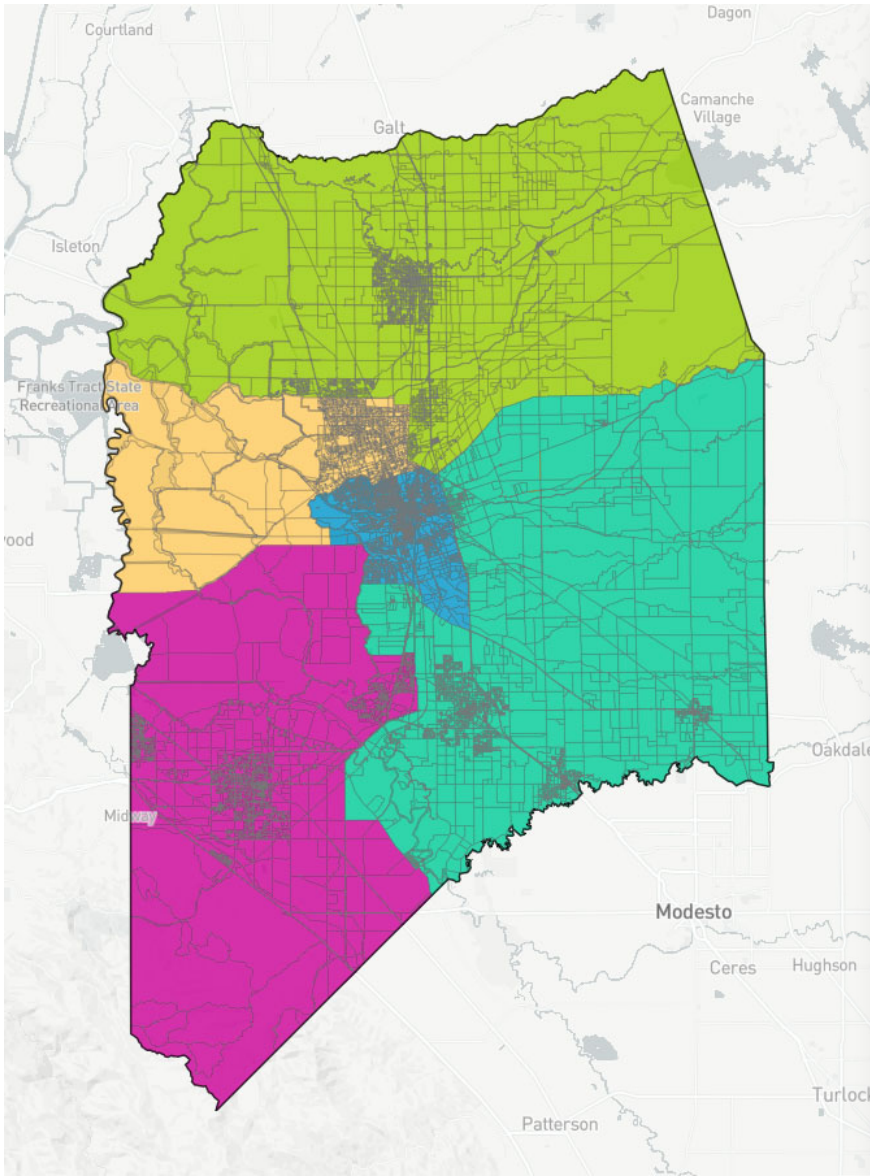 Courtland
Dagon
Camanche
Village
Galt
Isleton
Franks Tract State
Recreational Area
ood
Oakdale
Midway
Modesto
Ceres
Hughson
Turlock
Patterson